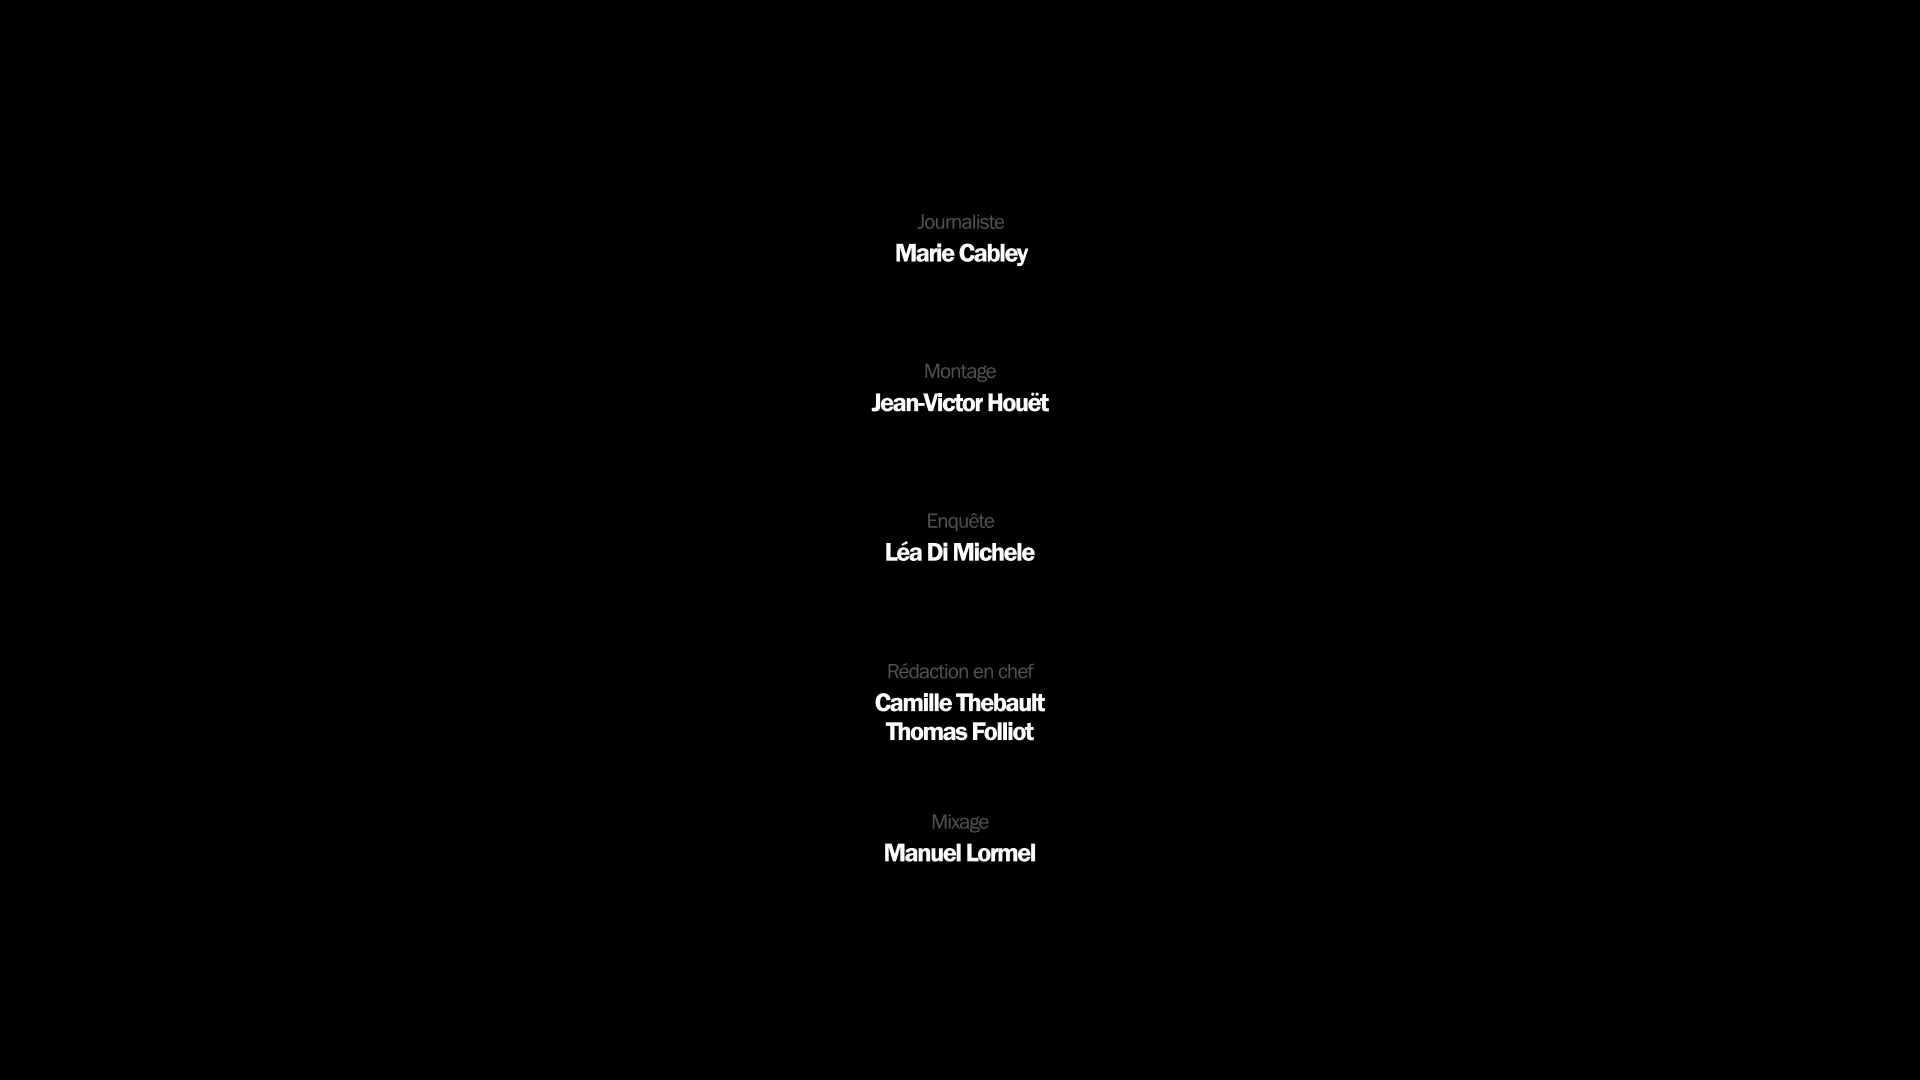 Journaliste
Marie Cabley
Montage
Jean-Victor Houët
Enquête
Léa Di Michele
Rédaction en chef
Camille Thebault
Thomas Folliot
Mixage
Manuel Lormel